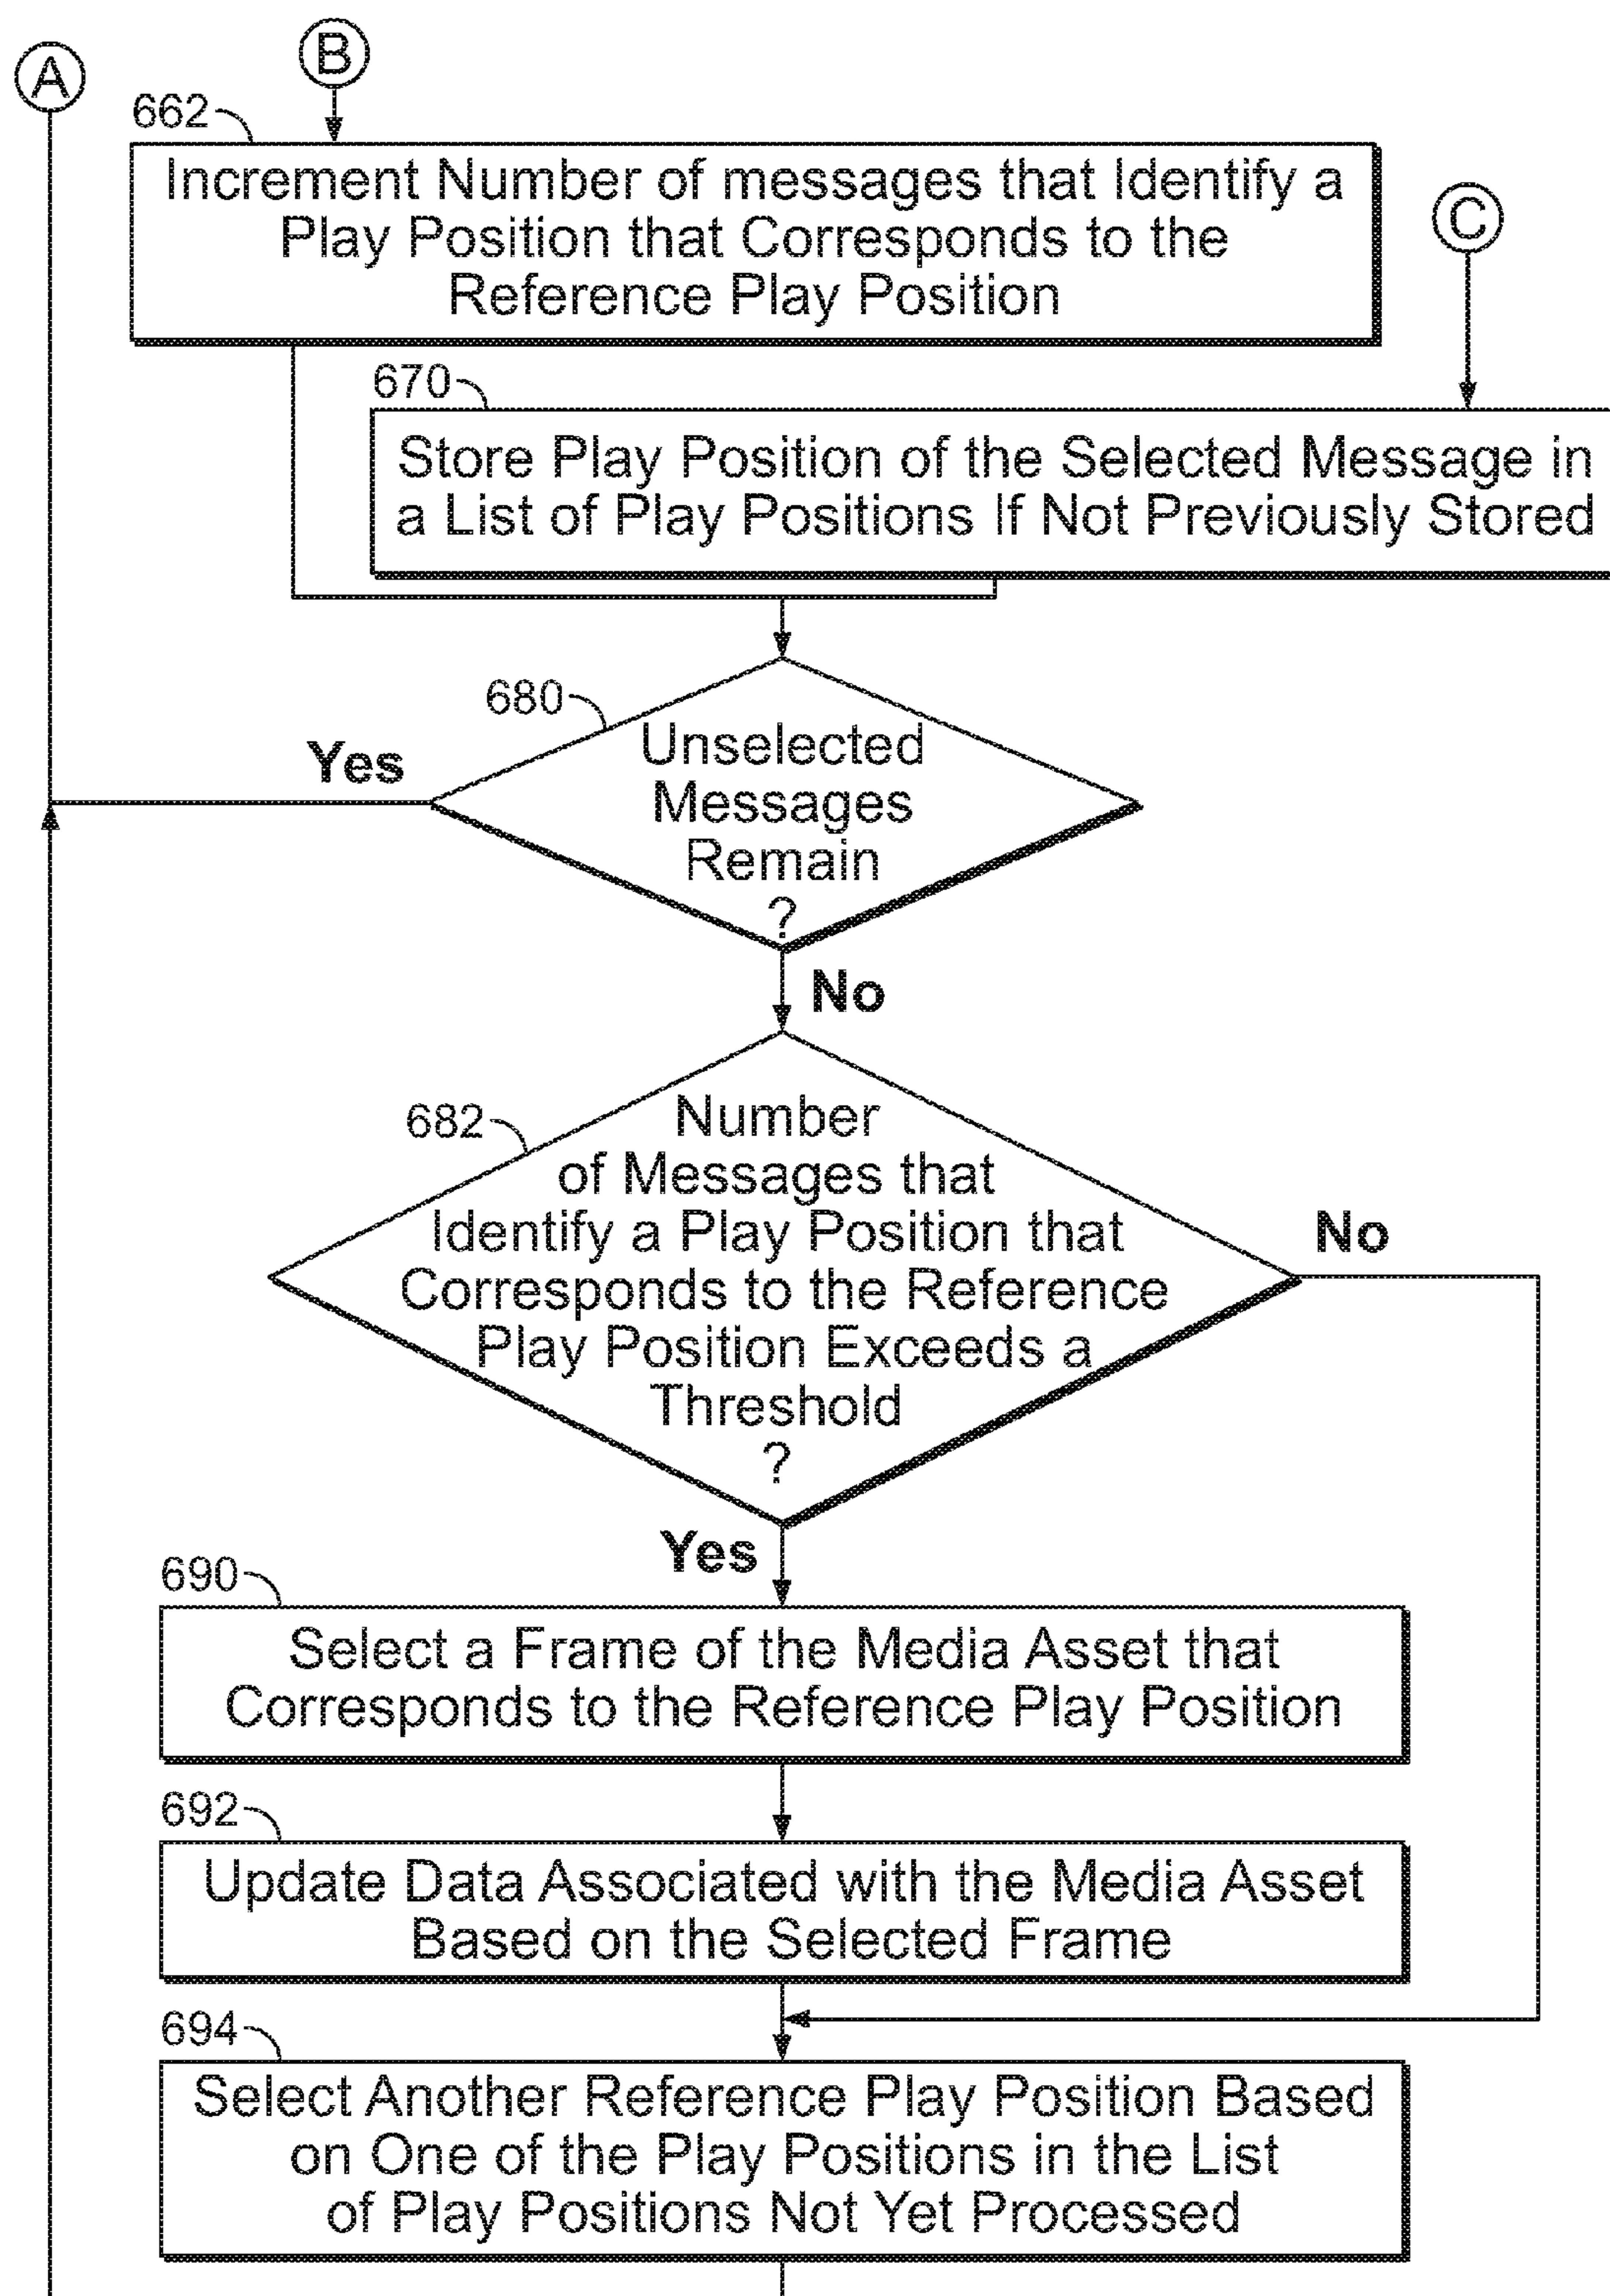 A
B
662
Increment Number of messages that Identify a
Play Position that Corresponds to the
Reference Play Position
C
670
Store Play Position of the Selected Message in
a List of Play Positions If Not Previously Stored
680
Unselected
Messages
Remain
?
Yes
No
682
Number
of Messages that
Identify a Play Position that
Corresponds to the Reference
Play Position Exceeds a
Threshold
?
No
Yes
690
Select a Frame of the Media Asset that
Corresponds to the Reference Play Position
692
Update Data Associated with the Media Asset
Based on the Selected Frame
694
Select Another Reference Play Position Based
on One of the Play Positions in the List
of Play Positions Not Yet Processed